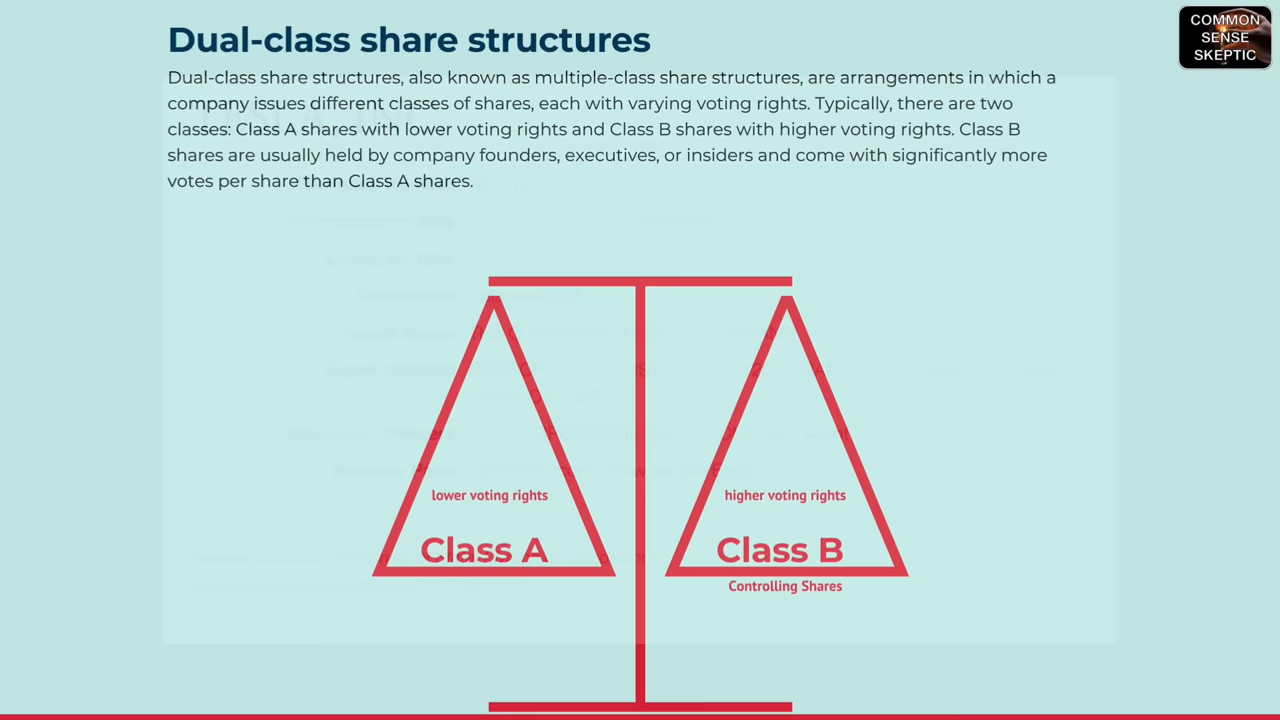 Dual-class share structures
COMMON
SENSE
SKEPTIC
Dual-class share structures, also known as multiple-class share structures, are arrangements in which a
company issues different classes of shares, each with varying voting rights. Typically, there are two
classes: Class A shares with lower voting rights and Class B shares with higher voting rights. Class B
shares are usually held by company founders, executives, or insiders and come with significantly more
votes per share than Class A shares.
lower voting rights
higher voting rights
Class A
Class B
Controlling Shares